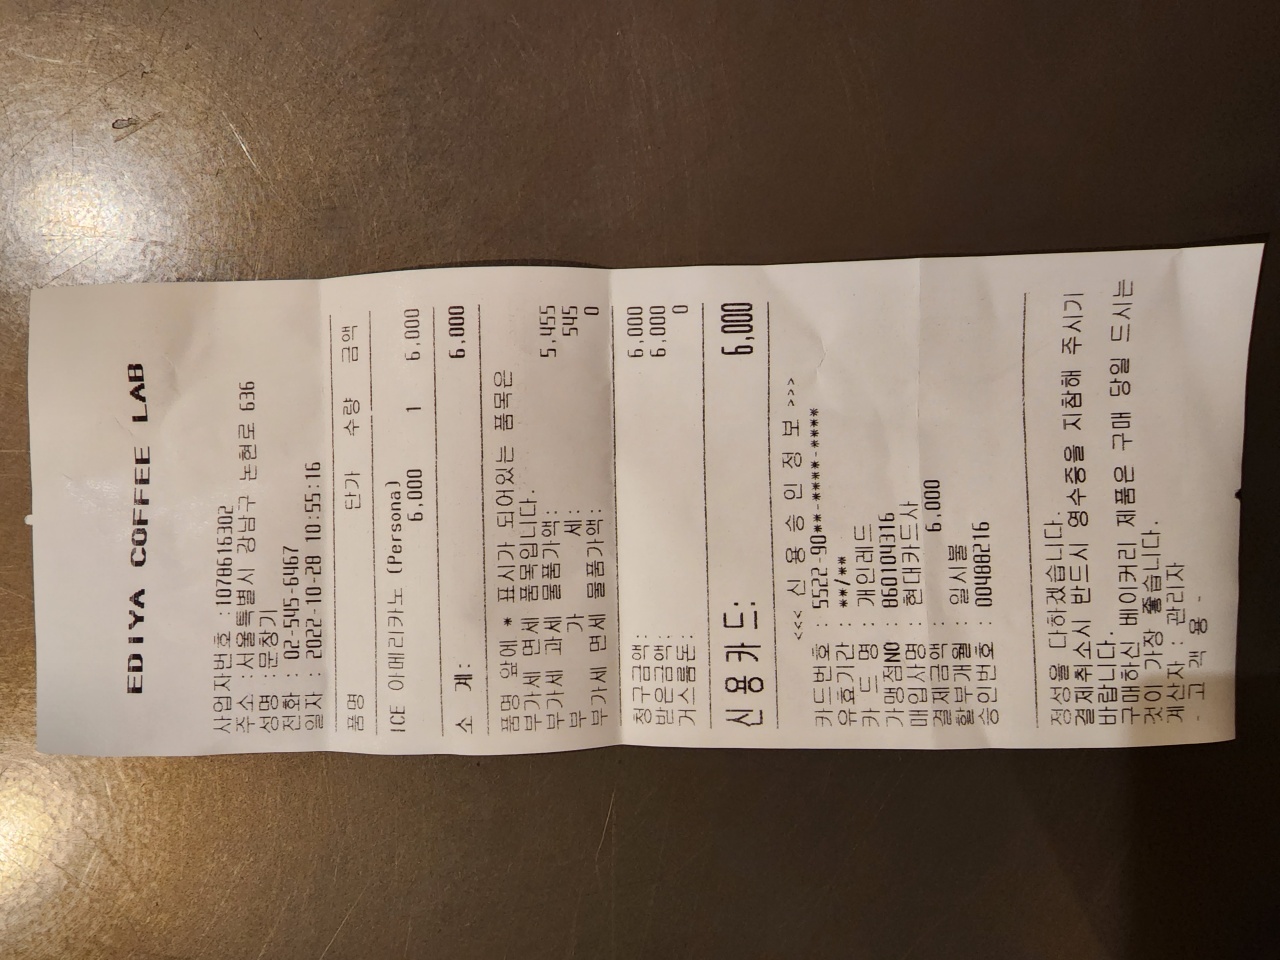 EDIYA COFFEE LAB
사업자번호 :1078616302
주소 :서울특별시 강남구 논현로 636
성명 :문창기
전화 : 02-545-6467
일자 : 2022-10-28 10:55:16
품명 단가 수량 금액
ICE 아메리카노 (Persona)
6,000 1 6,000
소 계: 6,000
품명 앞에 * 표시가 되어있는 품목은
부가세 면세 품목입니다.
부가세 과세 물품가액: 5,455
부 가 세: 545
부가세 면세 물품가액: 0
청구금액: 6,000
받은금액: 6,000
거스름돈: 0
신용카드: 6,000
<<< 신 용 승 인 정 보 >>>
카드번호 : 5522-90**-****-****
유효기간 : **/**
카 드 명 : 개인레드
가맹점NO : 860104316
매입사명 : 현대카드사
결제금액 : 6,000
할부개월 : 일시불
승인번호 : 00488216
정성을 다하겠습니다.
결제취소시 반드시 영수증을 지참해 주시기
바랍니다.
구매하신 베이커리 제품은 구매 당일 드시는
것이 가장 좋습니다.
계산자 : 관리자
- 고 객 용 -